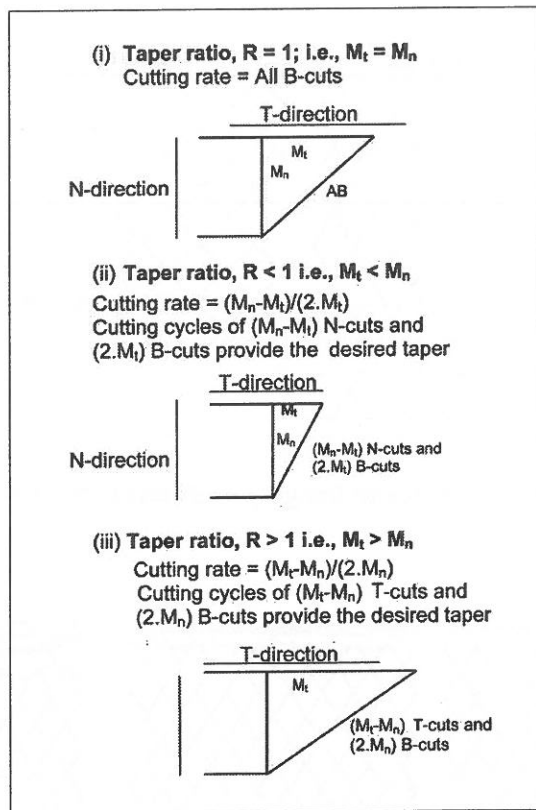 (i) Taper ratio, R = 1; i.e., Mₜ = Mₙ
Cutting rate = All B-cuts
T-direction
Mₜ
Mₙ
N-direction
AB
(ii) Taper ratio, R < 1 i.e., Mₜ < Mₙ
Cutting rate = (Mₙ-Mₜ)/(2.Mₜ)
Cutting cycles of (Mₙ-Mₜ) N-cuts and
(2.Mₜ) B-cuts provide the desired taper
T-direction
Mₜ
Mₙ
(Mₙ-Mₜ) N-cuts and
N-direction
(2.Mₜ) B-cuts
(iii) Taper ratio, R > 1 i.e., Mₜ > Mₙ
Cutting rate = (Mₜ-Mₙ)/(2.Mₙ)
Cutting cycles of (Mₜ-Mₙ) T-cuts and
(2.Mₙ) B-cuts provide the desired taper
T-direction
Mₜ
(Mₜ-Mₙ) T-cuts and
(2.Mₙ) B-cuts